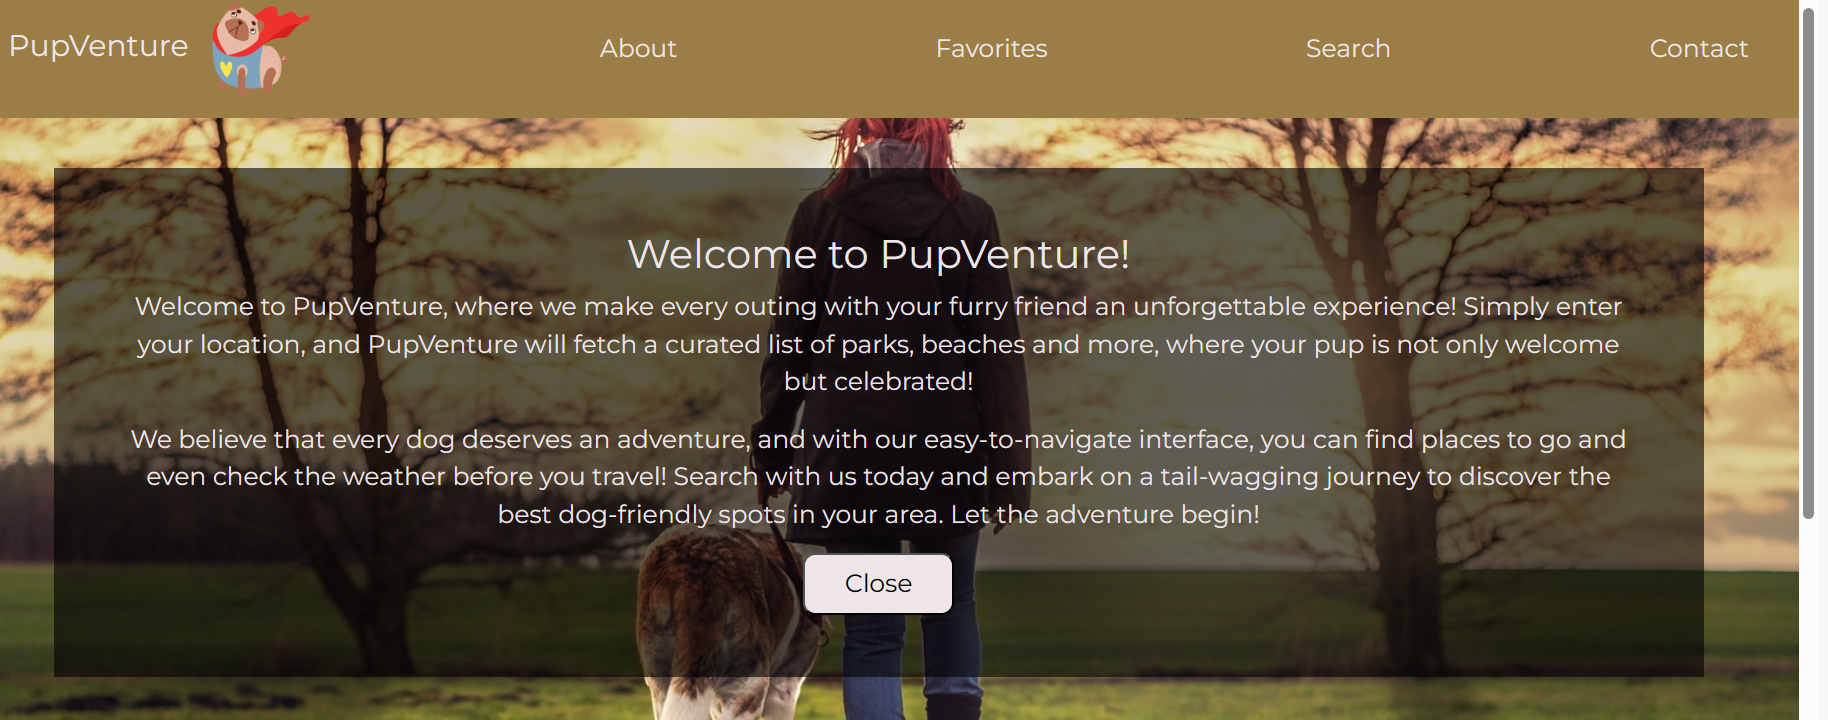 PupVenture
About
Favorites
Search
Contact
Welcome to PupVenture!
Welcome to PupVenture, where we make every outing with your furry friend an unforgettable experience! Simply enter
your location, and PupVenture will fetch a curated list of parks, beaches and more, where your pup is not only welcome
but celebrated!
We believe that every dog deserves an adventure, and with our easy-to-navigate interface, you can find places to go and
even check the weather before you travel! Search with us today and embark on a tail-wagging journey to discover the
best dog-friendly spots in your area. Let the adventure begin!
Close